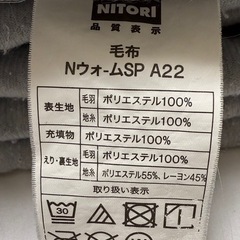 NITORI
品質表示
毛布
NウォームSP A22
表生地 毛羽 ポリエステル100%
地糸 ポリエステル100%
充填物 ポリエステル100%
えり・裏生地 毛羽 ポリエステル100%
地糸 ポリエステル55%、レーヨン45%
取り扱い表示
30